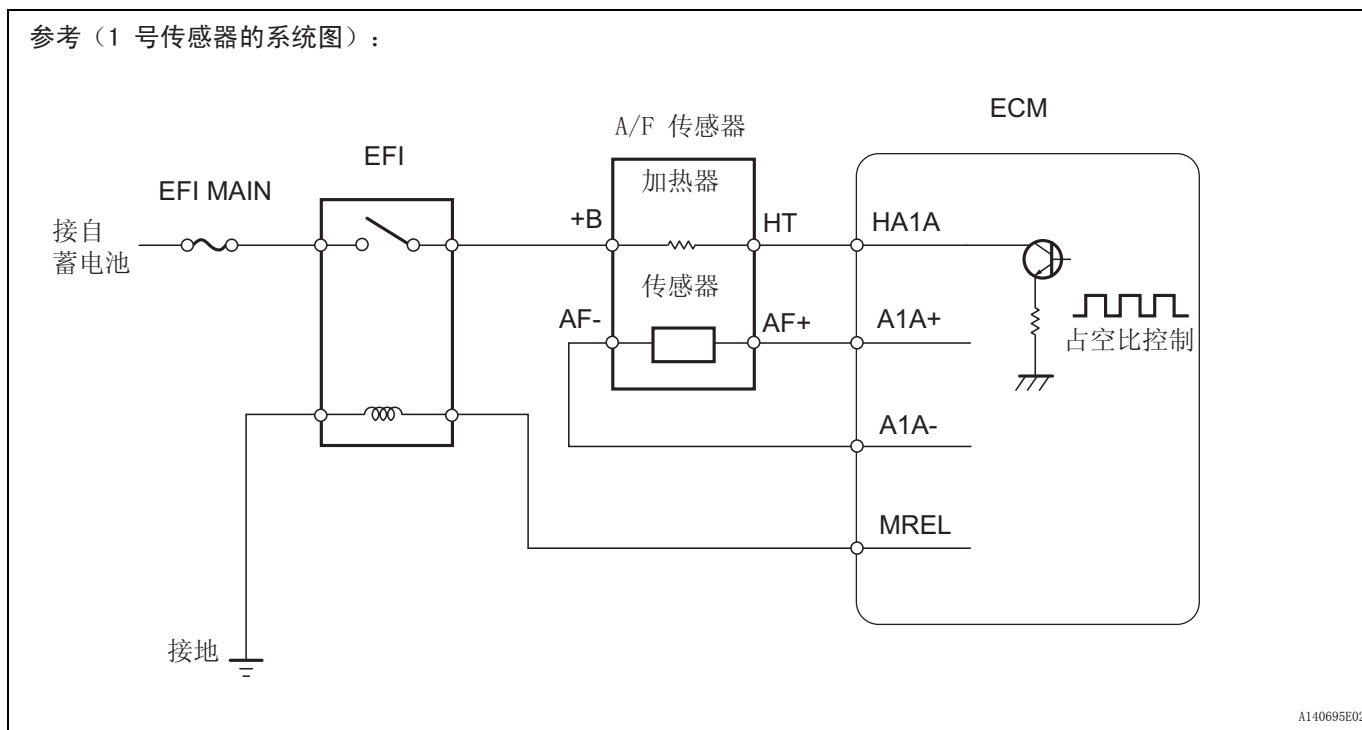 参考（1 号传感器的系统图）：
ECM
A/F 传感器
EFI
加热器
EFI MAIN
+B
HT
HA1A
接自
蓄电池
传感器
AF-
AF+
A1A+
占空比控制
A1A-
MREL
接地
A140695E02